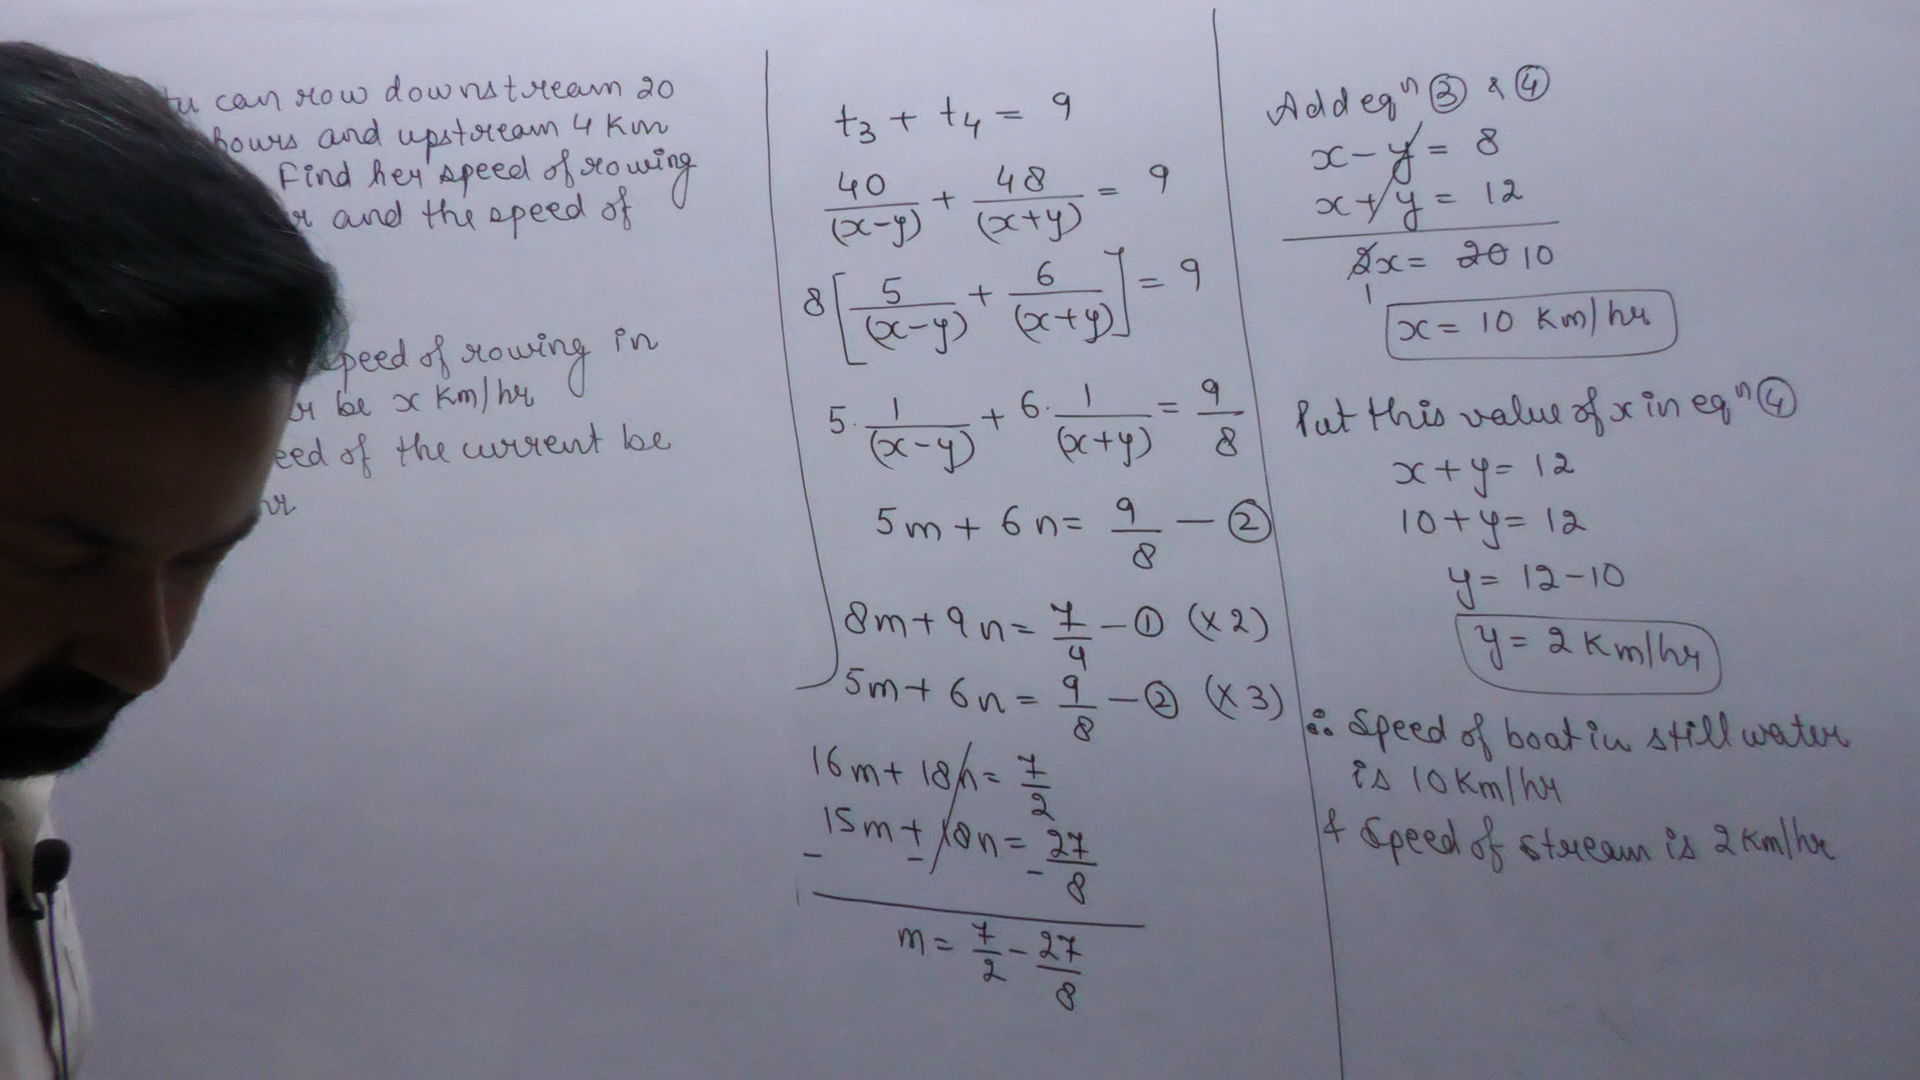 can row downstream 20
hours and upstream 4 Km
Find her speed of rowing
and the speed of
speed of rowing in
be x Km/hr
of the current be
t3 + t4 = 9
40/(x-y) + 48/(x+y) = 9
8[5/(x-y) + 6/(x+y)] = 9
5. 1/(x-y) + 6. 1/(x+y) = 9/8
5m + 6n = 9/8 — ②
8m + 9n = 7/4 — ① (× 2)
5m + 6n = 9/8 — ② (× 3)
16m + 18n = 7/2
15m + 18n = 27/8
- - -
m = 7/2 - 27/8
Add eqⁿ ③ & ④
x - y = 8
x + y = 12
2x = 20 10
1
x = 10 Km/hr
Put this value of x in eqⁿ ④
x + y = 12
10 + y = 12
y = 12 - 10
y = 2 Km/hr
∴ Speed of boat in still water
is 10 Km/hr
& Speed of stream is 2 Km/hr